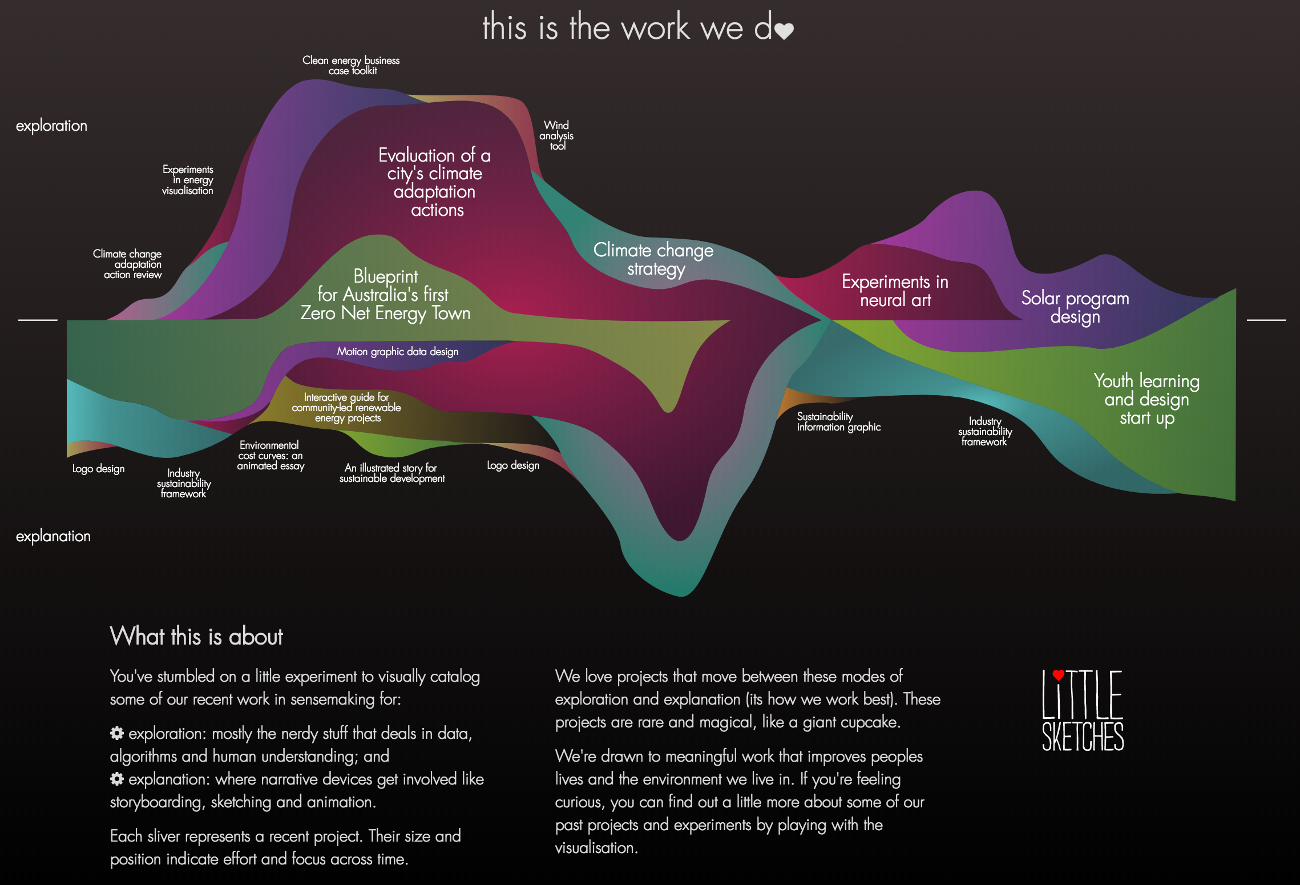 this is the work we d♥
Clean energy business
case toolkit
exploration
Wind
analysis
tool
Evaluation of a
city's climate
adaptation
actions
Experiments
in energy
visualisation
Climate change
adaptation
action review
Climate change
strategy
Blueprint
for Australia's first
Zero Net Energy Town
Experiments in
neural art
Solar program
design
Motion graphic data design
Interactive guide for
community-led renewable
energy projects
Youth learning
and design
start up
Sustainability
information graphic
Industry
sustainability
framework
Environmental
cost curves: an
animated essay
Logo design
Industry
sustainability
framework
An illustrated story for
sustainable development
Logo design
explanation
What this is about
You've stumbled on a little experiment to visually catalog
some of our recent work in sensemaking for:
exploration: mostly the nerdy stuff that deals in data,
algorithms and human understanding; and
explanation: where narrative devices get involved like
storyboarding, sketching and animation.
Each sliver represents a recent project. Their size and
position indicate effort and focus across time.
We love projects that move between these modes of
exploration and explanation (its how we work best). These
projects are rare and magical, like a giant cupcake.
We're drawn to meaningful work that improves peoples
lives and the environment we live in. If you're feeling
curious, you can find out a little more about some of our
past projects and experiments by playing with the
visualisation.
LiTTLE
SKETCHES